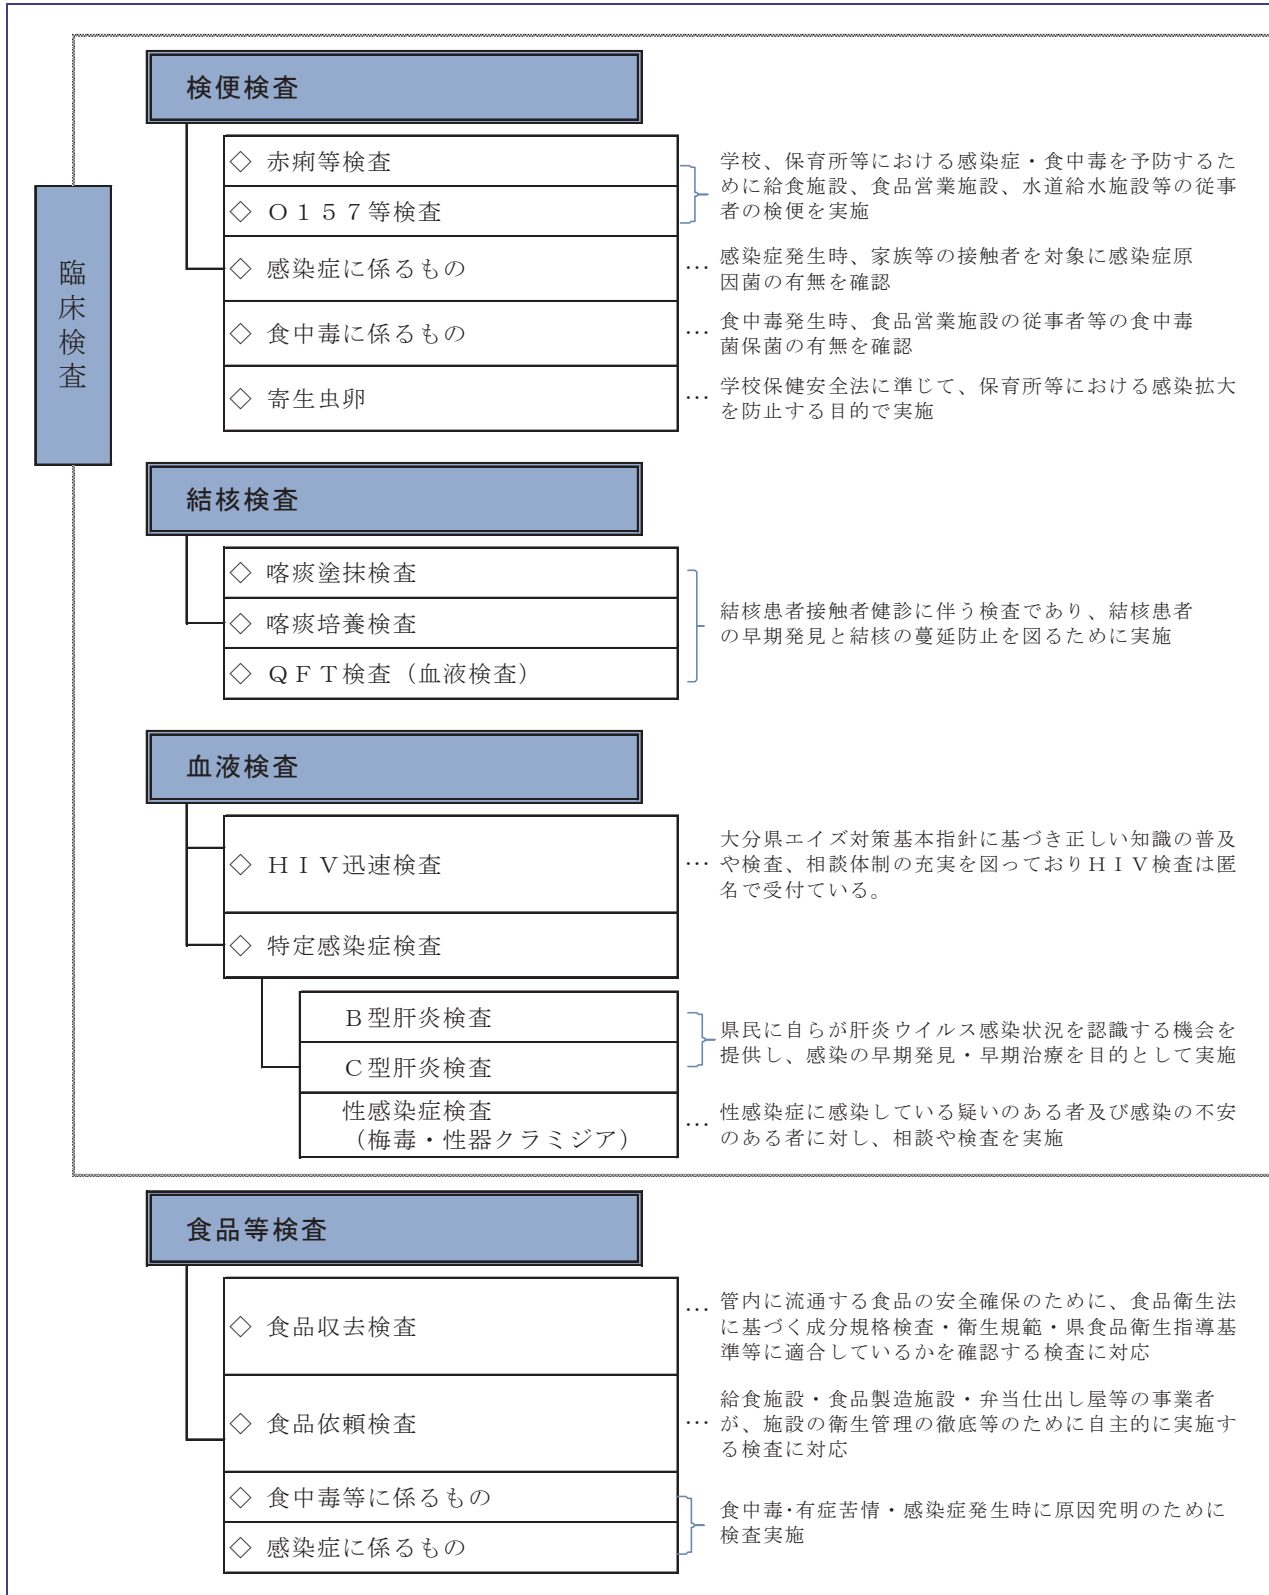 臨床検査
検便検査
◇ 赤痢等検査
◇ Ｏ１５７等検査
学校、保育所等における感染症・食中毒を予防するた
めに給食施設、食品営業施設、水道給水施設等の従事
者の検便を実施
◇ 感染症に係るもの
… 感染症発生時、家族等の接触者を対象に感染症原
因菌の有無を確認
◇ 食中毒に係るもの
… 食中毒発生時、食品営業施設の従事者等の食中毒
菌保菌の有無を確認
◇ 寄生虫卵
… 学校保健安全法に準じて、保育所等における感染拡大
を防止する目的で実施
結核検査
◇ 喀痰塗抹検査
◇ 喀痰培養検査
◇ ＱＦＴ検査（血液検査）
結核患者接触者健診に伴う検査であり、結核患者
の早期発見と結核の蔓延防止を図るために実施
血液検査
◇ ＨＩＶ迅速検査
大分県エイズ対策基本指針に基づき正しい知識の普及
… や検査、相談体制の充実を図っておりＨＩＶ検査は匿
名で受付ている。
◇ 特定感染症検査
Ｂ型肝炎検査
Ｃ型肝炎検査
県民に自らが肝炎ウイルス感染状況を認識する機会を
提供し、感染の早期発見・早期治療を目的として実施
性感染症検査
（梅毒・性器クラミジア）
… 性感染症に感染している疑いのある者及び感染の不安
のある者に対し、相談や検査を実施
食品等検査
◇ 食品収去検査
… 管内に流通する食品の安全確保のために、食品衛生法
に基づく成分規格検査・衛生規範・県食品衛生指導基
準等に適合しているかを確認する検査に対応
◇ 食品依頼検査
給食施設・食品製造施設・弁当仕出し屋等の事業者
… が、施設の衛生管理の徹底等のために自主的に実施す
る検査に対応
◇ 食中毒等に係るもの
◇ 感染症に係るもの
食中毒・有症苦情・感染症発生時に原因究明のために
検査実施